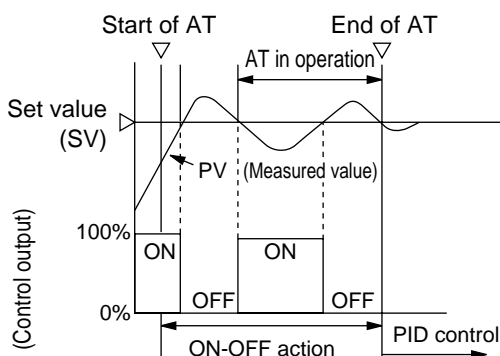 Start of AT
End of AT
AT in operation
Set value
(SV)
PV
(Measured value)
(Control output)
100%
ON
ON
0%
OFF
OFF
ON-OFF action
PID control